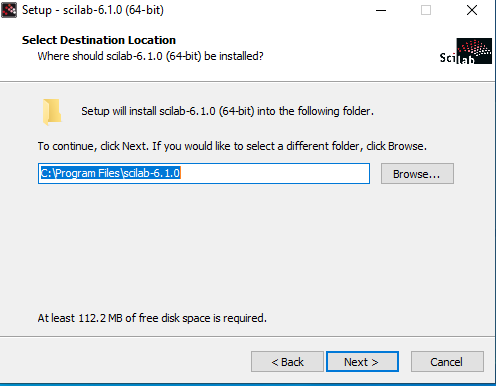 Setup - scilab-6.1.0 (64-bit)
Select Destination Location
Where should scilab-6.1.0 (64-bit) be installed?
Scilab
Setup will install scilab-6.1.0 (64-bit) into the following folder.
To continue, click Next. If you would like to select a different folder, click Browse.
C:\Program Files\scilab-6.1.0
Browse...
At least 112.2 MB of free disk space is required.
< Back
Next >
Cancel